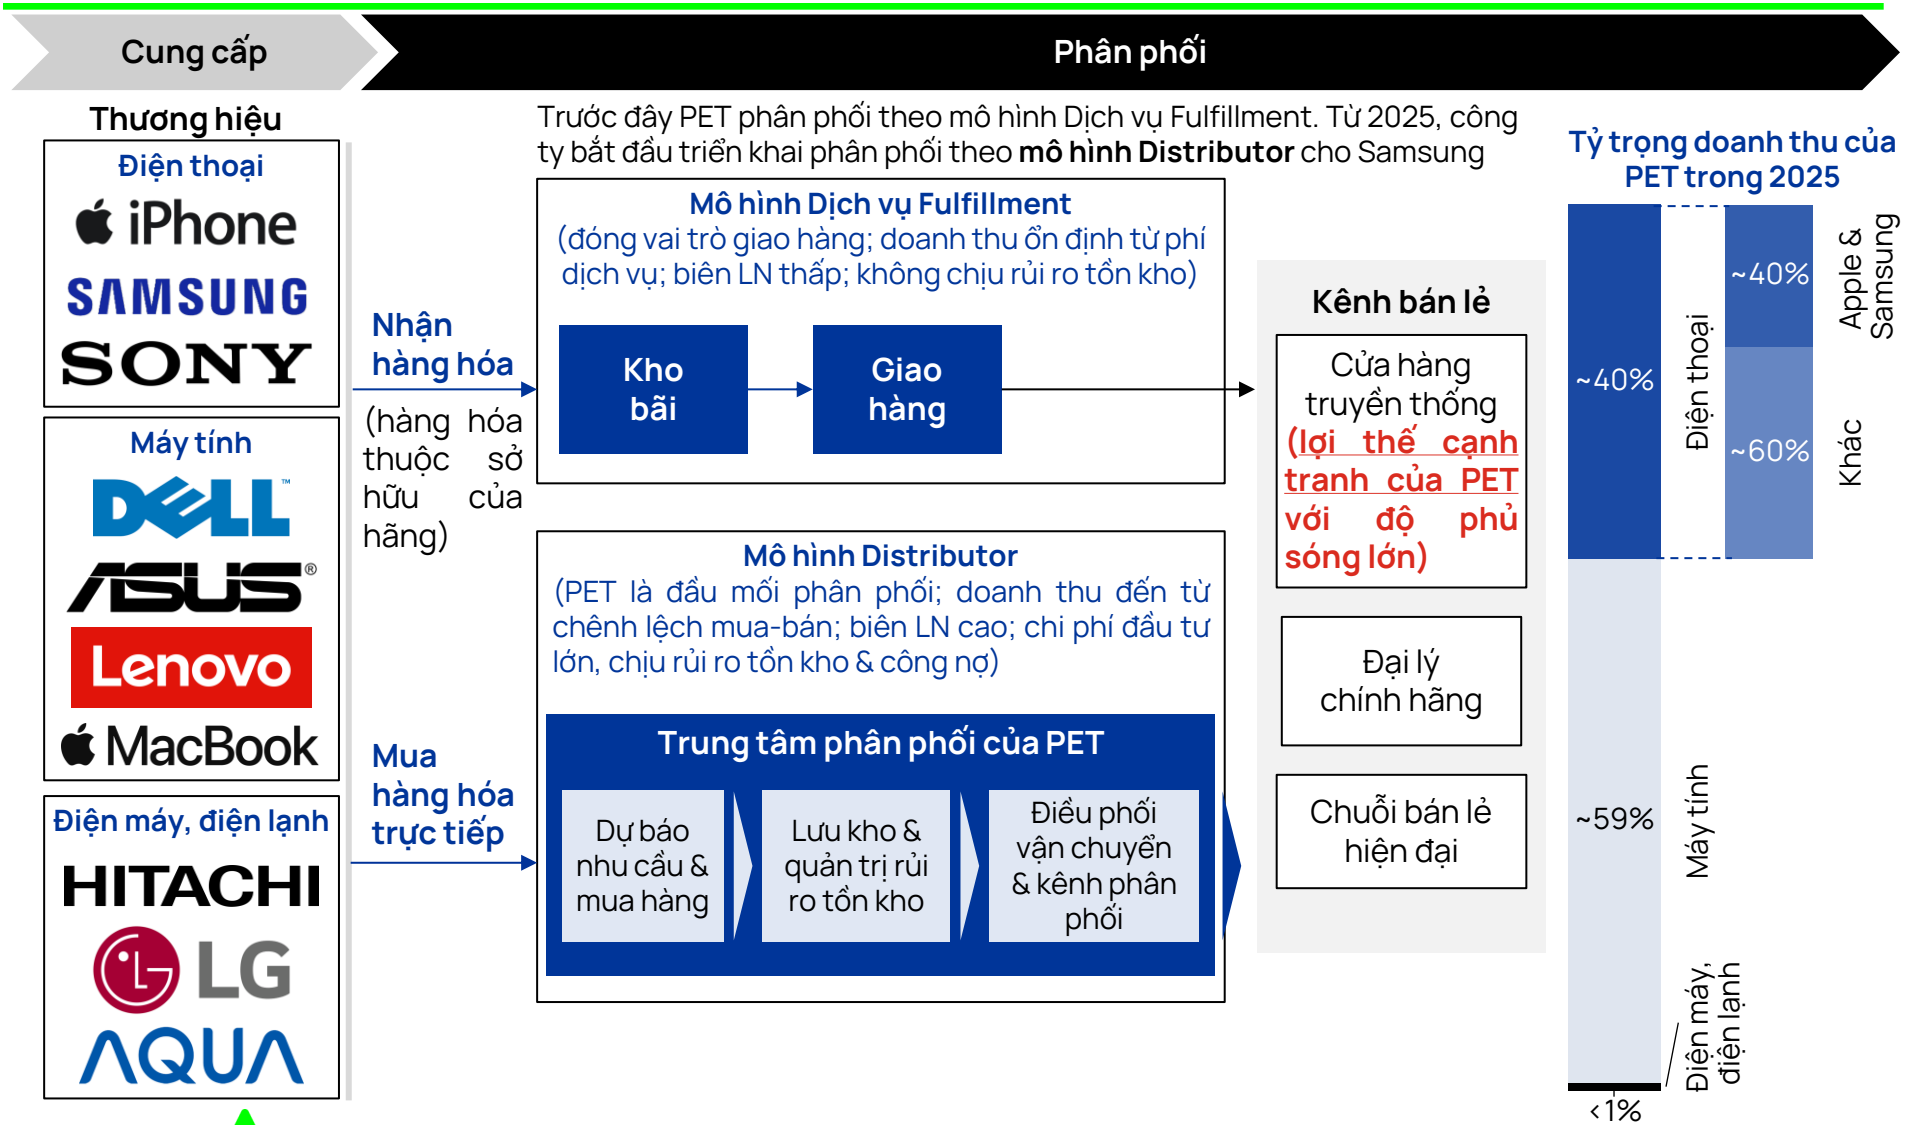 Cung cấp
Phân phối
Thương hiệu
Điện thoại
iPhone
SAMSUNG
SONY
Máy tính
DELL™
ASUS®
Lenovo
MacBook
Điện máy, điện lạnh
HITACHI
LG
AQUA
Nhận
hàng hóa
(hàng hóa
thuộc sở
hữu của
hãng)
Mua
hàng hóa
trực tiếp
Trước đây PET phân phối theo mô hình Dịch vụ Fulfillment. Từ 2025, công
ty bắt đầu triển khai phân phối theo mô hình Distributor cho Samsung
Mô hình Dịch vụ Fulfillment
(đóng vai trò giao hàng; doanh thu ổn định từ phí
dịch vụ; biên LN thấp; không chịu rủi ro tồn kho)
Kho
bãi
Giao
hàng
Mô hình Distributor
(PET là đầu mối phân phối; doanh thu đến từ
chênh lệch mua-bán; biên LN cao; chi phí đầu tư
lớn, chịu rủi ro tồn kho & công nợ)
Trung tâm phân phối của PET
Dự báo
nhu cầu &
mua hàng
Lưu kho &
quản trị rủi
ro tồn kho
Điều phối
vận chuyển
& kênh phân
phối
Kênh bán lẻ
Cửa hàng
truyền thống
(lợi thế cạnh
tranh của PET
với độ phủ
sóng lớn)
Đại lý
chính hãng
Chuỗi bán lẻ
hiện đại
Tỷ trọng doanh thu của
PET trong 2025
~40%
Điện thoại
~40%
Apple &
Samsung
~60%
Khác
~59%
Máy tính
Điện máy,
điện lạnh
<1%